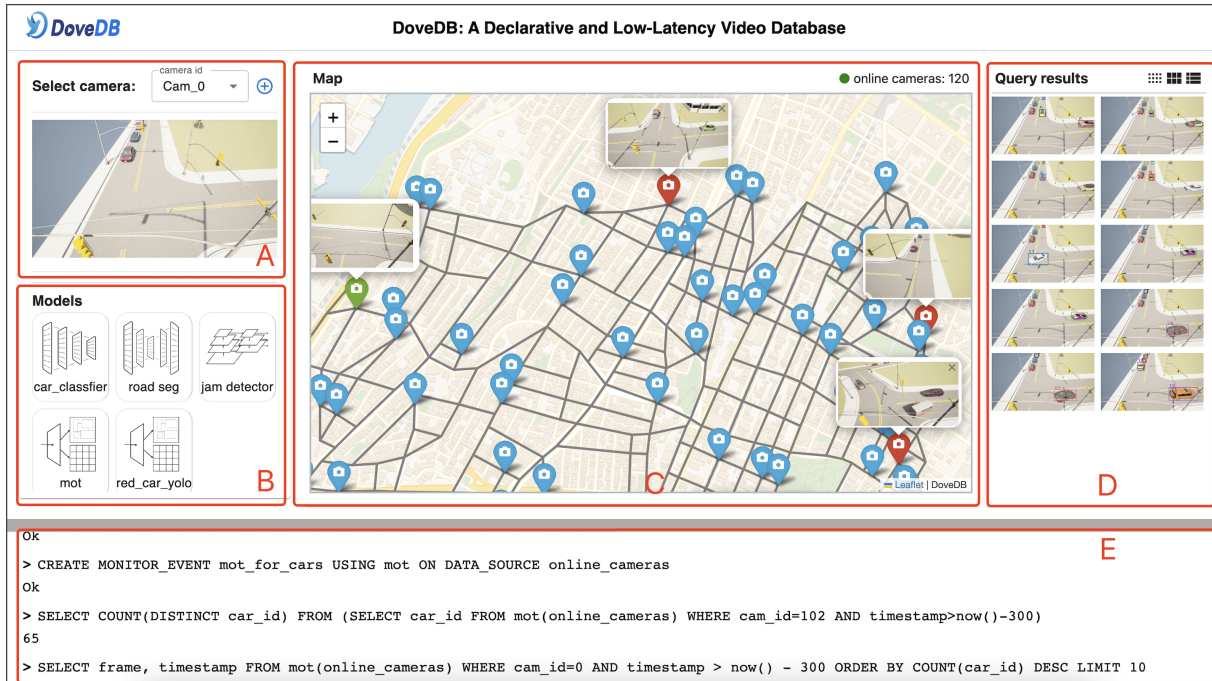 DoveDB
DoveDB: A Declarative and Low-Latency Video Database
Select camera:
camera id
Cam_0
A
Models
car_classfier
road seg
jam detector
mot
red_car_yolo
B
Map
online cameras: 120
+
−
C
Leaflet | DoveDB
Query results
D
Ok
> CREATE MONITOR_EVENT mot_for_cars USING mot ON DATA_SOURCE online_cameras
Ok
> SELECT COUNT(DISTINCT car_id) FROM (SELECT car_id FROM mot(online_cameras) WHERE cam_id=102 AND timestamp>now()-300)
65
> SELECT frame, timestamp FROM mot(online_cameras) WHERE cam_id=0 AND timestamp > now() - 300 ORDER BY COUNT(car_id) DESC LIMIT 10
E